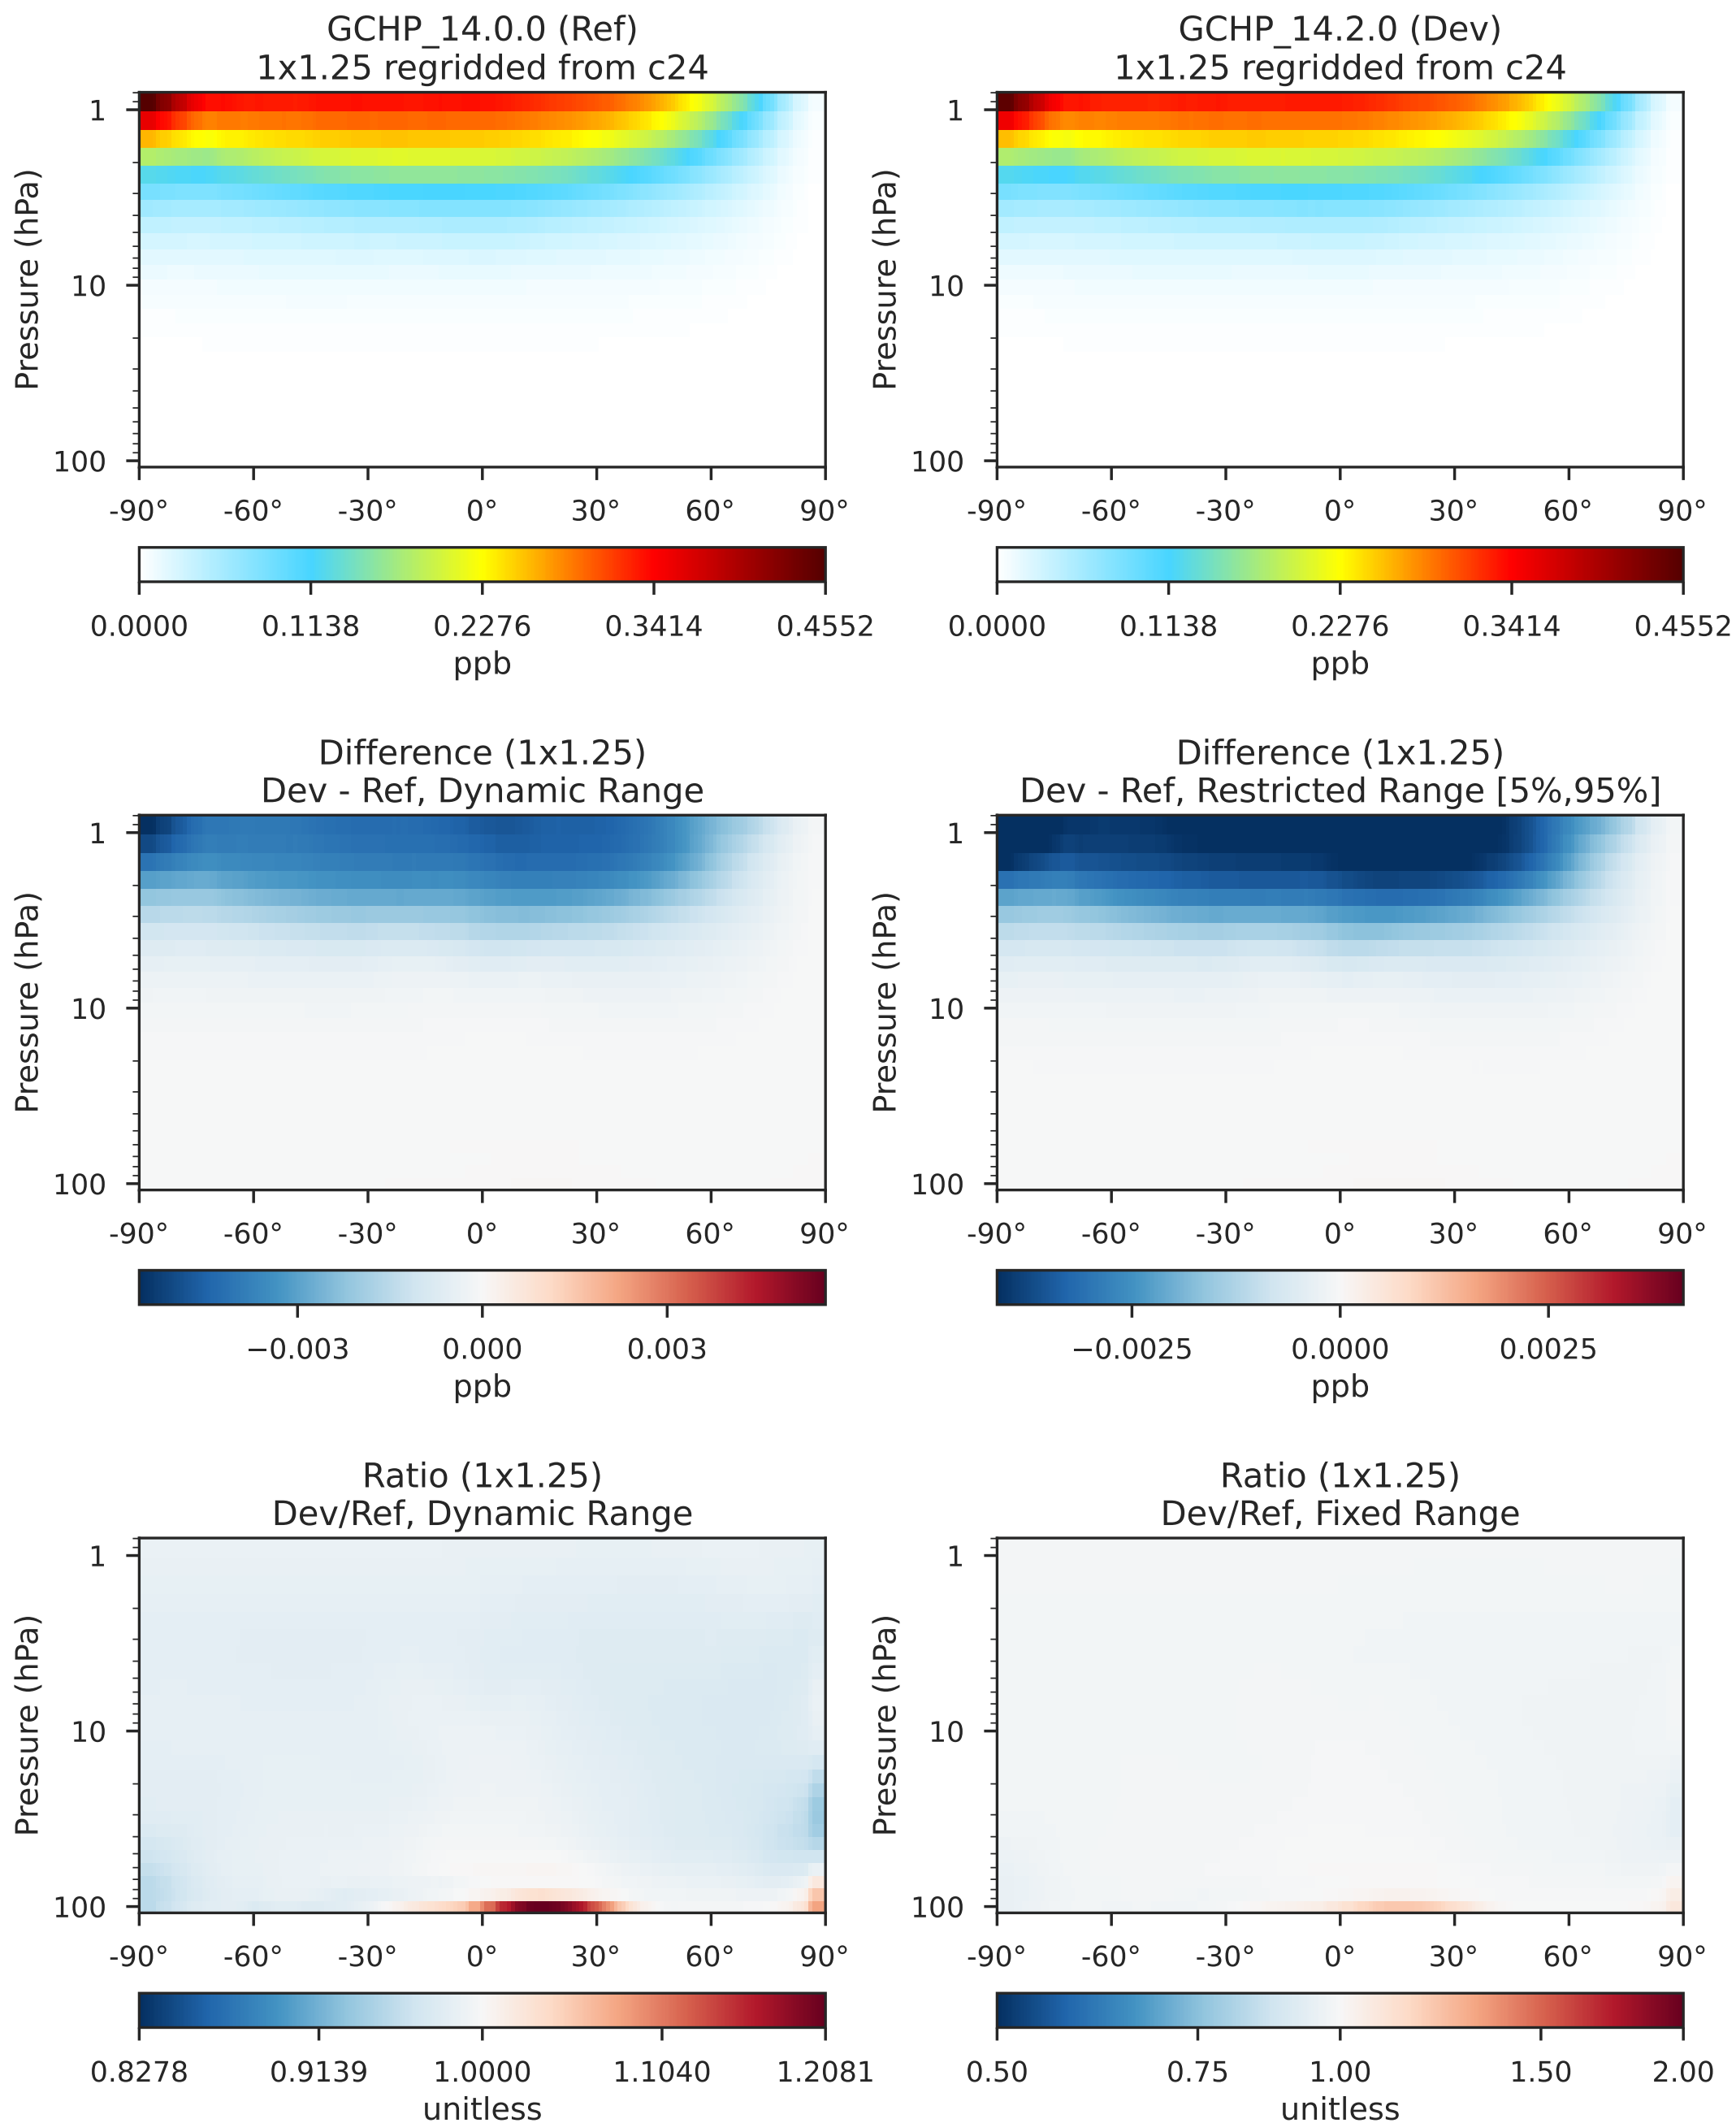 GCHP_14.0.0 (Ref)
1x1.25 regridded from c24
Pressure (hPa)
1
10
100
-90° -60° -30° 0° 30° 60° 90°
0.0000 0.1138 0.2276 0.3414 0.4552
ppb
GCHP_14.2.0 (Dev)
1x1.25 regridded from c24
Pressure (hPa)
1
10
100
-90° -60° -30° 0° 30° 60° 90°
0.0000 0.1138 0.2276 0.3414 0.4552
ppb
Difference (1x1.25)
Dev - Ref, Dynamic Range
Pressure (hPa)
1
10
100
-90° -60° -30° 0° 30° 60° 90°
−0.003 0.000 0.003
ppb
Difference (1x1.25)
Dev - Ref, Restricted Range [5%,95%]
Pressure (hPa)
1
10
100
-90° -60° -30° 0° 30° 60° 90°
−0.0025 0.0000 0.0025
ppb
Ratio (1x1.25)
Dev/Ref, Dynamic Range
Pressure (hPa)
1
10
100
-90° -60° -30° 0° 30° 60° 90°
0.8278 0.9139 1.0000 1.1040 1.2081
unitless
Ratio (1x1.25)
Dev/Ref, Fixed Range
Pressure (hPa)
1
10
100
-90° -60° -30° 0° 30° 60° 90°
0.50 0.75 1.00 1.50 2.00
unitless